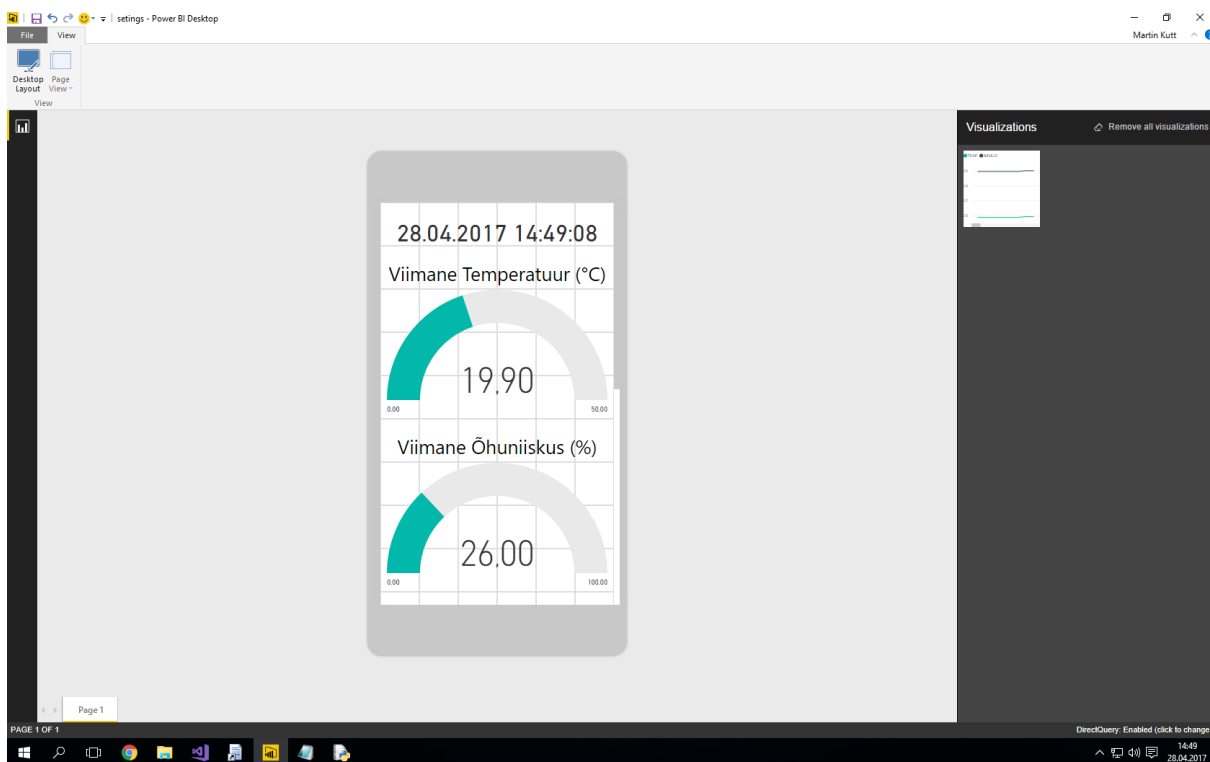 setings - Power BI Desktop
File View
Martin Kutt
Desktop Layout
Page View
View
Visualizations
Remove all visualizations
28.04.2017 14:49:08
Viimane Temperatuur (°C)
19,90
0.00
50.00
Viimane Õhuniiskus (%)
26,00
0.00
100.00
Page 1
PAGE 1 OF 1
DirectQuery: Enabled (click to change
14:49
28.04.2017